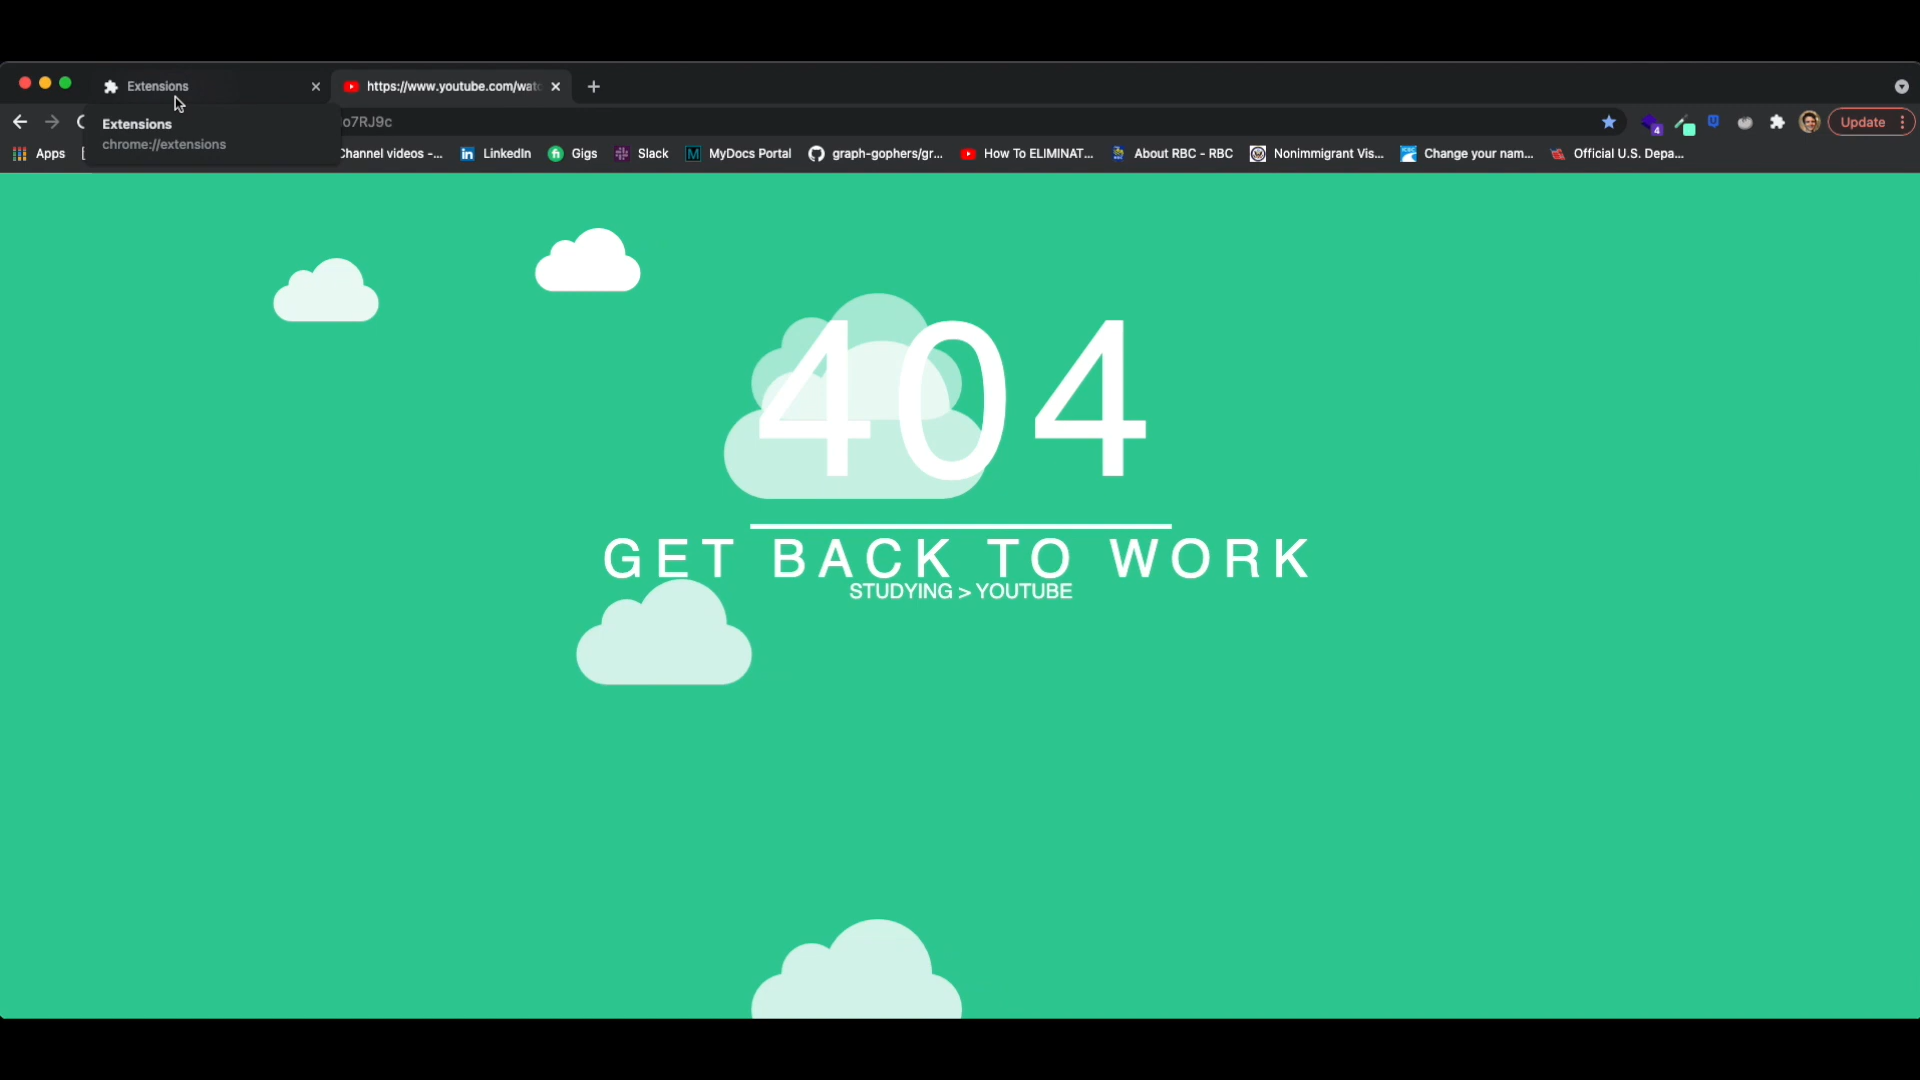 Extensions
https://www.youtube.com/wat
Extensions
chrome://extensions
o7RJ9c
Update
4
Apps
Channel videos -...
LinkedIn
Gigs
Slack
MyDocs Portal
graph-gophers/gr...
How To ELIMINAT...
About RBC - RBC
Nonimmigrant Vis...
Change your nam...
Official U.S. Depa...
404
GET BACK TO WORK
STUDYING > YOUTUBE